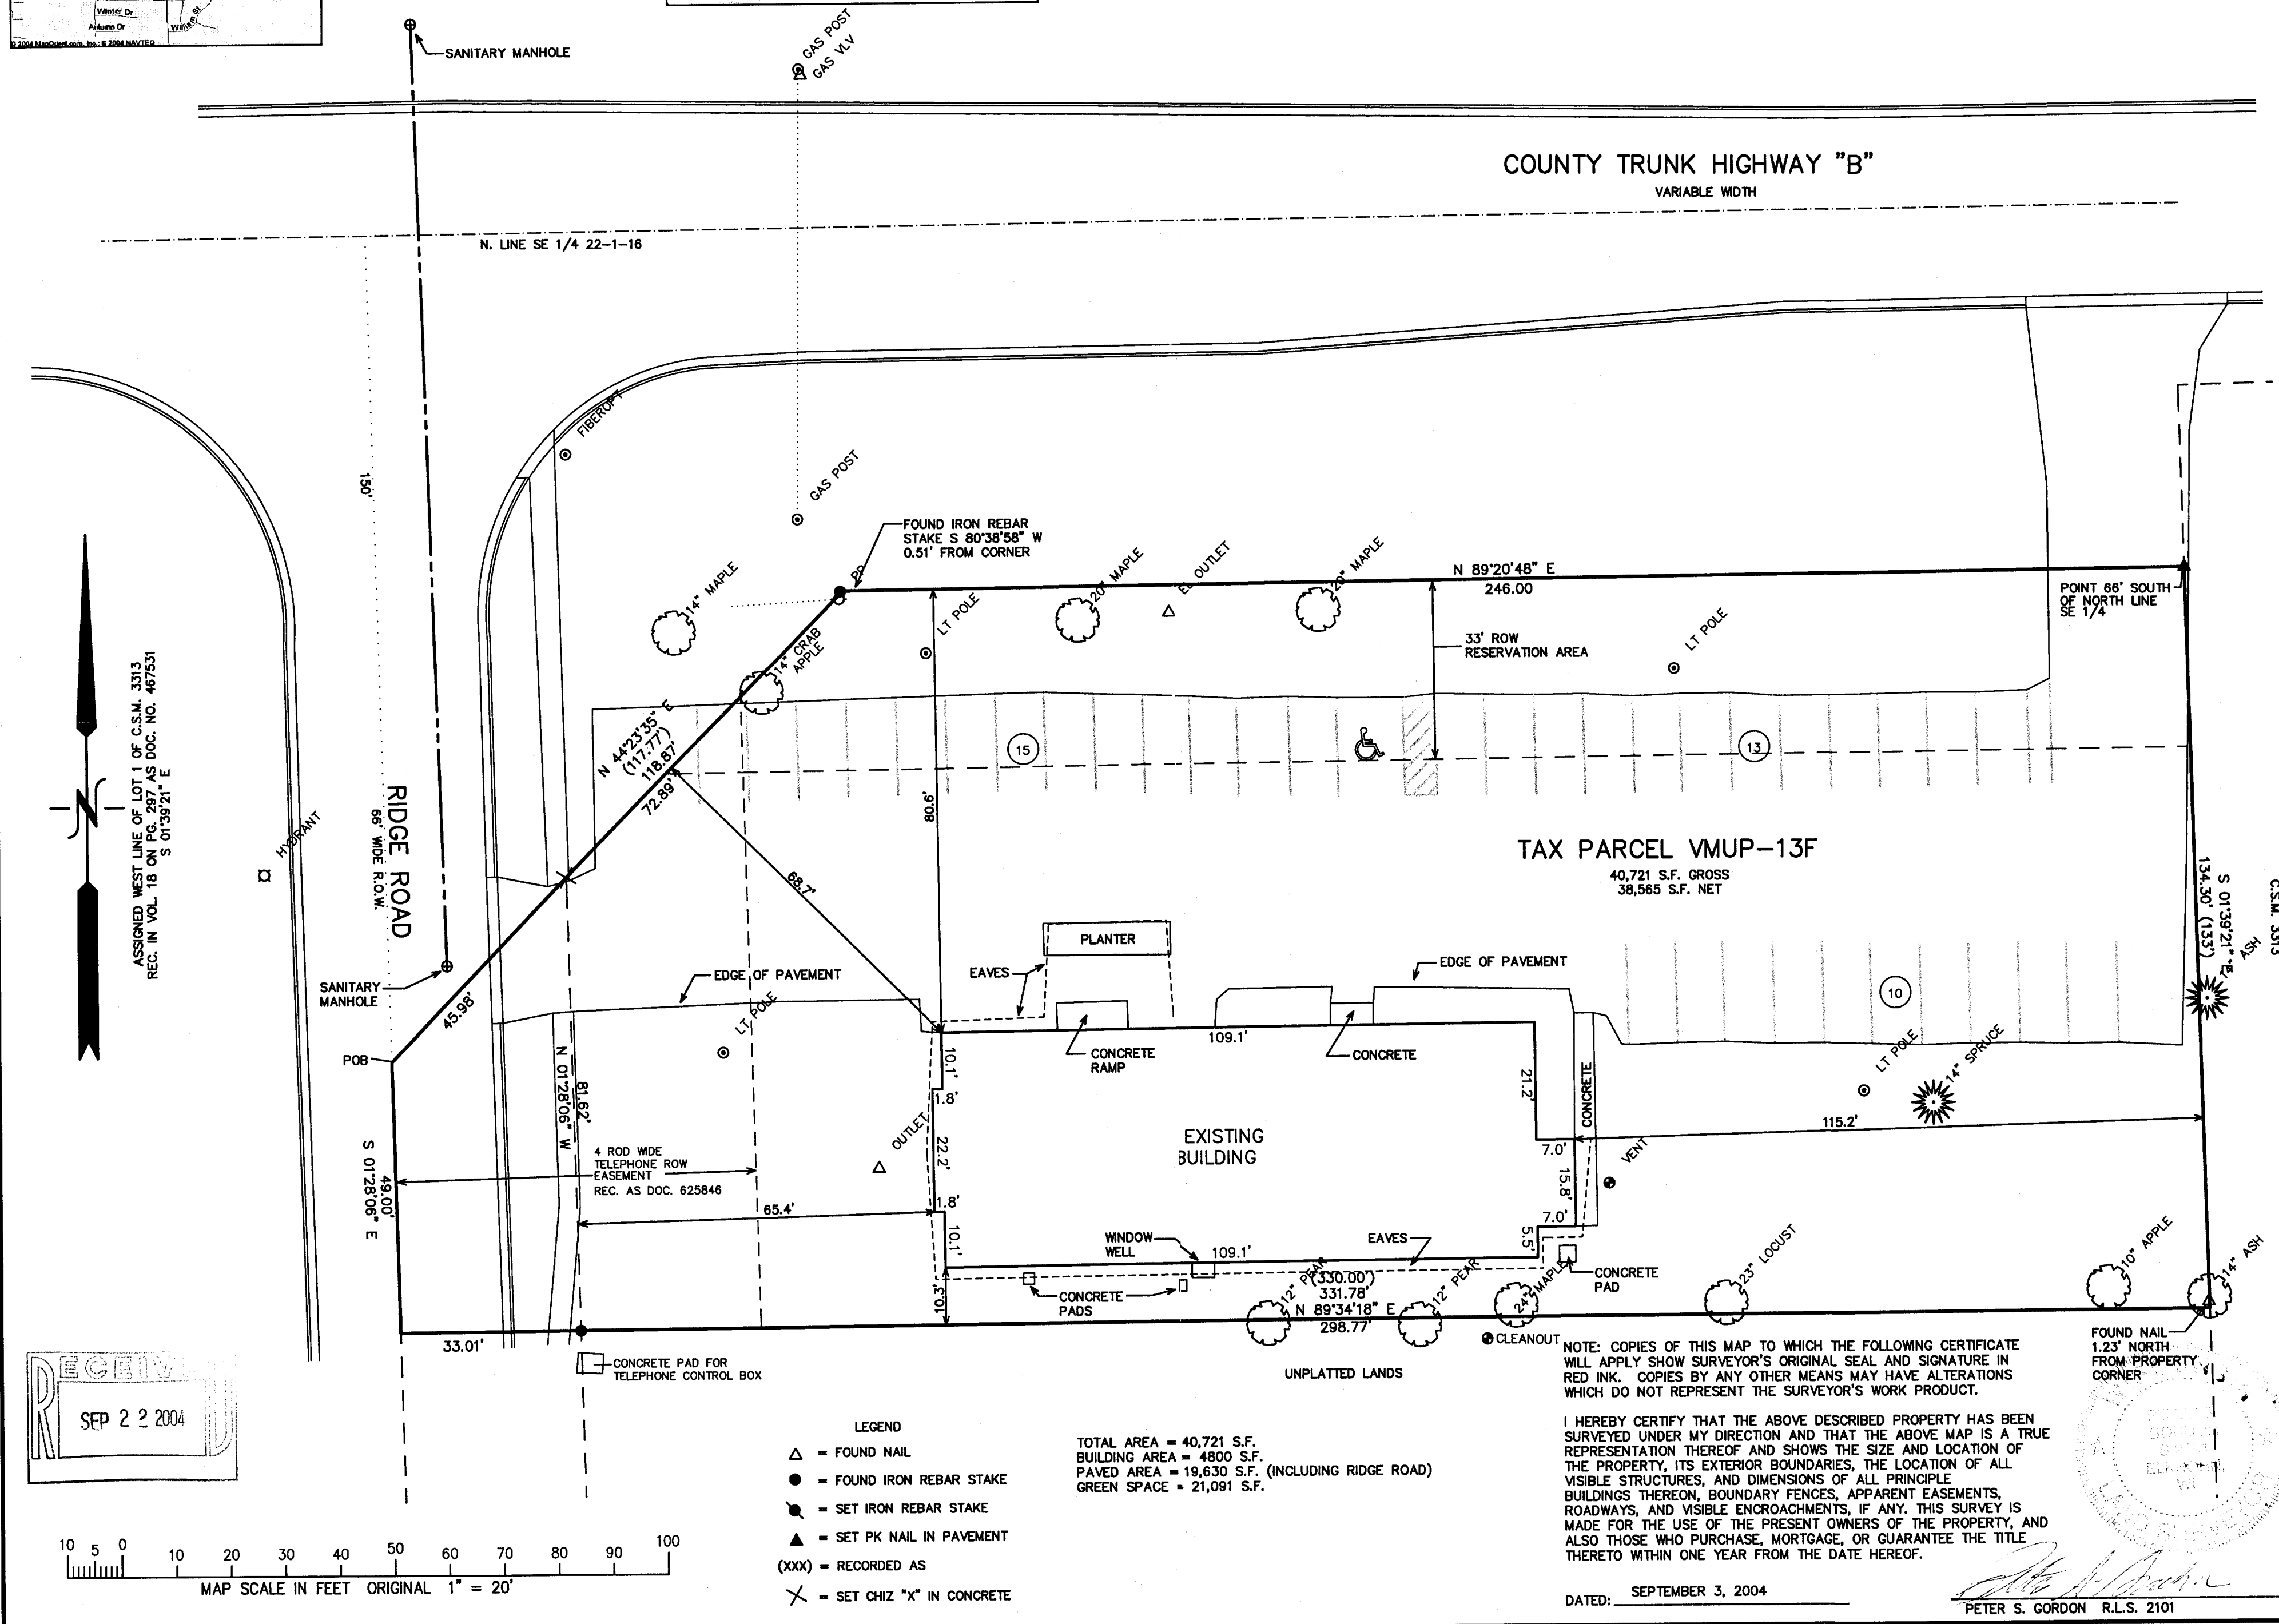 Winter Dr
Autumn Dr
William St
© 2004 MapQuest.com, Inc.; © 2004 NAVTEQ
SANITARY MANHOLE
GAS POST
GAS VLV
COUNTY TRUNK HIGHWAY "B"
VARIABLE WIDTH
N. LINE SE 1/4 22-1-16
150'
FIBEROPT
GAS POST
FOUND IRON REBAR
STAKE S 80°38'58" W
0.51' FROM CORNER
PP
14" MAPLE
14" CRAB
APPLE
LT POLE
20" MAPLE
EL OUTLET
20" MAPLE
N 89°20'48" E
246.00
33' ROW
RESERVATION AREA
LT POLE
POINT 66' SOUTH
OF NORTH LINE
SE 1/4
N
ASSIGNED WEST LINE OF LOT 1 OF C.S.M. 3313
REC. IN VOL. 18 ON PG. 297 AS DOC. NO. 467531
S 01°39'21" E
HYDRANT
RIDGE ROAD
66' WIDE R.O.W.
N 44°23'35" E
(117.77')
118.87'
72.89'
15
13
80.6'
68.7'
TAX PARCEL VMUP-13F
40,721 S.F. GROSS
38,565 S.F. NET
S 01°39'21" E
134.30' (133')
C.S.M. 3313
ASH
SANITARY
MANHOLE
45.98'
EDGE OF PAVEMENT
LT POLE
EAVES
PLANTER
EDGE OF PAVEMENT
10
POB
CONCRETE
RAMP
109.1'
CONCRETE
10.1'
1.8'
22.2'
1.8'
10.1'
21.2'
CONCRETE
LT POLE
14" SPRUCE
115.2'
N 01°28'06" W
81.62'
OUTLET
EXISTING
BUILDING
7.0'
15.8'
7.0'
5.5'
VENT
4 ROD WIDE
TELEPHONE ROW
EASEMENT
REC. AS DOC. 625846
65.4'
S 01°28'06" E
49.00'
WINDOW
WELL
109.1'
EAVES
10.3'
CONCRETE
PADS
12" PEAR
(330.00')
331.78'
N 89°34'18" E
298.77'
12" PEAR
24" MAPLE
CONCRETE
PAD
23" LOCUST
10" APPLE
14" ASH
33.01'
CONCRETE PAD FOR
TELEPHONE CONTROL BOX
CLEANOUT
UNPLATTED LANDS
FOUND NAIL
1.23' NORTH
FROM PROPERTY
CORNER
NOTE: COPIES OF THIS MAP TO WHICH THE FOLLOWING CERTIFICATE
WILL APPLY SHOW SURVEYOR'S ORIGINAL SEAL AND SIGNATURE IN
RED INK. COPIES BY ANY OTHER MEANS MAY HAVE ALTERATIONS
WHICH DO NOT REPRESENT THE SURVEYOR'S WORK PRODUCT.
I HEREBY CERTIFY THAT THE ABOVE DESCRIBED PROPERTY HAS BEEN
SURVEYED UNDER MY DIRECTION AND THAT THE ABOVE MAP IS A TRUE
REPRESENTATION THEREOF AND SHOWS THE SIZE AND LOCATION OF
THE PROPERTY, ITS EXTERIOR BOUNDARIES, THE LOCATION OF ALL
VISIBLE STRUCTURES, AND DIMENSIONS OF ALL PRINCIPLE
BUILDINGS THEREON, BOUNDARY FENCES, APPARENT EASEMENTS,
ROADWAYS, AND VISIBLE ENCROACHMENTS, IF ANY. THIS SURVEY IS
MADE FOR THE USE OF THE PRESENT OWNERS OF THE PROPERTY, AND
ALSO THOSE WHO PURCHASE, MORTGAGE, OR GUARANTEE THE TITLE
THERETO WITHIN ONE YEAR FROM THE DATE HEREOF.
DATED: SEPTEMBER 3, 2004
PETER S. GORDON R.L.S. 2101
LAND SURVEYOR
RECEIVED
SEP 22 2004
LEGEND
= FOUND NAIL
= FOUND IRON REBAR STAKE
= SET IRON REBAR STAKE
= SET PK NAIL IN PAVEMENT
(XXX) = RECORDED AS
= SET CHIZ "X" IN CONCRETE
TOTAL AREA = 40,721 S.F.
BUILDING AREA = 4800 S.F.
PAVED AREA = 19,630 S.F. (INCLUDING RIDGE ROAD)
GREEN SPACE = 21,091 S.F.
10 5 0 10 20 30 40 50 60 70 80 90 100
MAP SCALE IN FEET ORIGINAL 1" = 20'